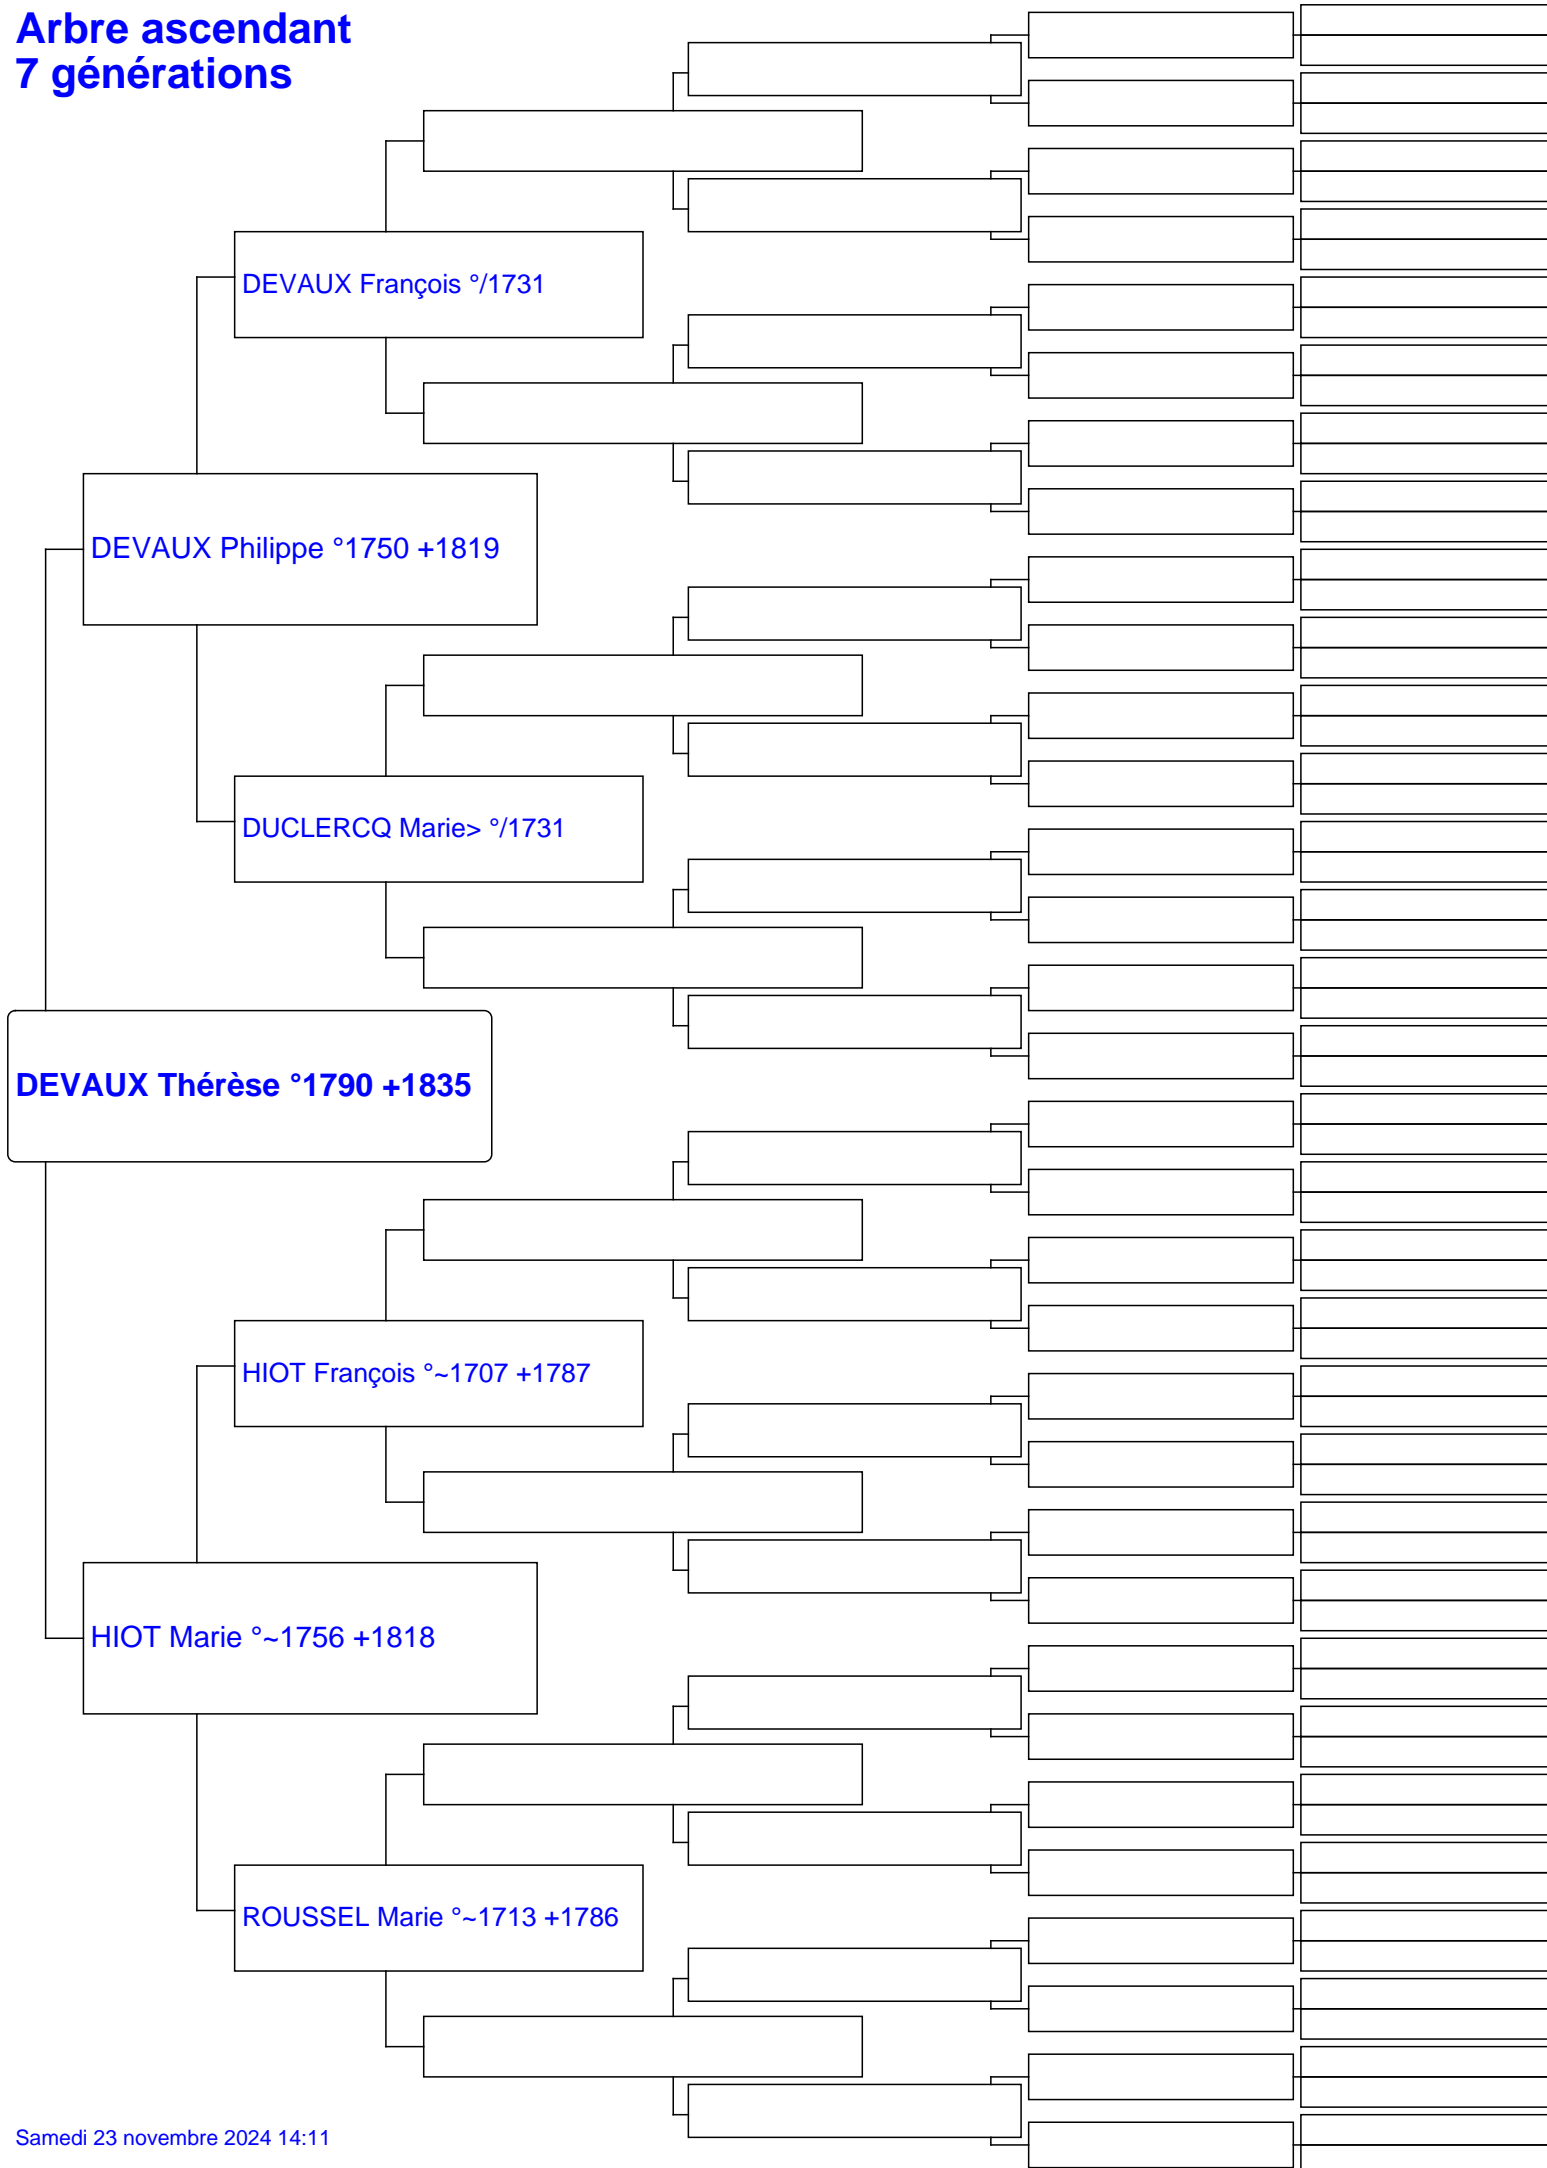 Arbre ascendant
7 générations
DEVAUX François °/1731
DEVAUX Philippe °1750 +1819
DUCLERCQ Marie> °/1731
DEVAUX Thérèse °1790 +1835
HIOT François °~1707 +1787
HIOT Marie °~1756 +1818
ROUSSEL Marie °~1713 +1786
Samedi 23 novembre 2024 14:11